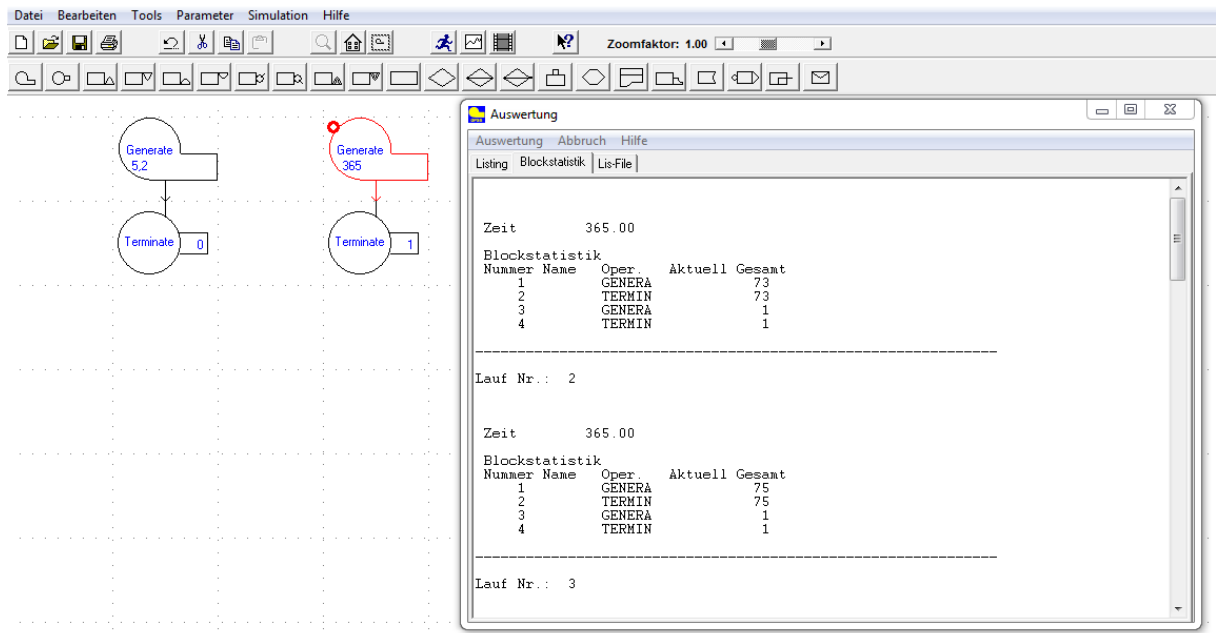 Datei Bearbeiten Tools Parameter Simulation Hilfe
Zoomfaktor: 1.00
Generate
5,2
Terminate 0
Generate
365
Terminate 1
Auswertung
Auswertung Abbruch Hilfe
Listing Blockstatistik Lis-File
Zeit 365.00
Blockstatistik
Nummer Name Oper. Aktuell Gesamt
1 GENERA 73
2 TERMIN 73
3 GENERA 1
4 TERMIN 1
Lauf Nr.: 2
Zeit 365.00
Blockstatistik
Nummer Name Oper. Aktuell Gesamt
1 GENERA 75
2 TERMIN 75
3 GENERA 1
4 TERMIN 1
Lauf Nr.: 3